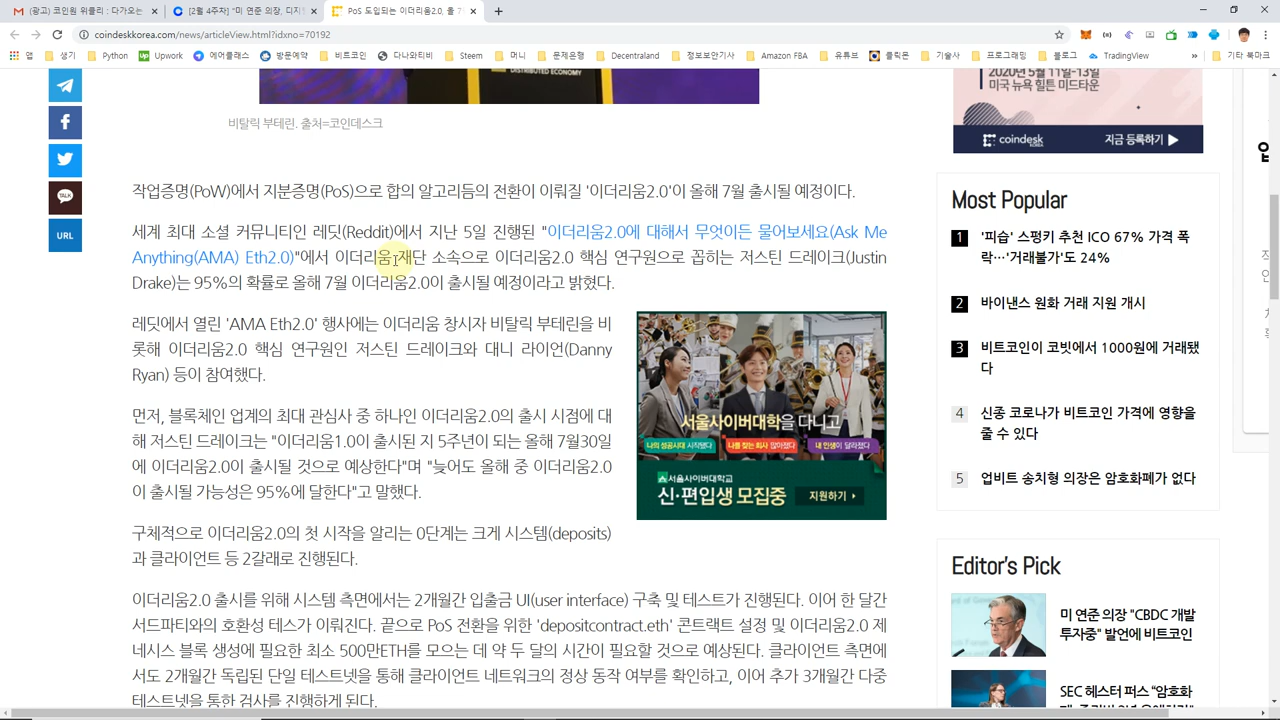 (광고) 코인원 위클리 : 다가오는
[2월 4주차] "미 연준 의장, 디지
PoS 도입되는 이더리움2.0, 올 7
coindeskkorea.com/news/articleView.html?idxno=70192
앱 생기 Python Upwork 에어클래스 방문예약 비트코인 다나와티비 Steem 머니 문제은행 Decentraland 정보보안기사 Amazon FBA 유튜브 클릭몬 기술사 프로그래밍 블로그 TradingView » 기타 북마크
DISTRIBUTED ECONOMY
비탈릭 부테린. 출처=코인데스크
TALK
URL
작업증명(PoW)에서 지분증명(PoS)으로 합의 알고리듬의 전환이 이뤄질 '이더리움2.0'이 올해 7월 출시될 예정이다.
세계 최대 소셜 커뮤니티인 레딧(Reddit)에서 지난 5일 진행된 "이더리움2.0에 대해서 무엇이든 물어보세요(Ask Me
Anything(AMA) Eth2.0)"에서 이더리움 재단 소속으로 이더리움2.0 핵심 연구원으로 꼽히는 저스틴 드레이크(Justin
Drake)는 95%의 확률로 올해 7월 이더리움2.0이 출시될 예정이라고 밝혔다.
레딧에서 열린 'AMA Eth2.0' 행사에는 이더리움 창시자 비탈릭 부테린을 비
롯해 이더리움2.0 핵심 연구원인 저스틴 드레이크와 대니 라이언(Danny
Ryan) 등이 참여했다.
먼저, 블록체인 업계의 최대 관심사 중 하나인 이더리움2.0의 출시 시점에 대
해 저스틴 드레이크는 "이더리움1.0이 출시된 지 5주년이 되는 올해 7월30일
에 이더리움2.0이 출시될 것으로 예상한다"며 "늦어도 올해 중 이더리움2.0
이 출시될 가능성은 95%에 달한다"고 말했다.
구체적으로 이더리움2.0의 첫 시작을 알리는 0단계는 크게 시스템(deposits)
과 클라이언트 등 2갈래로 진행된다.
이더리움2.0 출시를 위해 시스템 측면에서는 2개월간 입출금 UI(user interface) 구축 및 테스트가 진행된다. 이어 한 달간
서드파티와의 호환성 테스가 이뤄진다. 끝으로 PoS 전환을 위한 'depositcontract.eth' 콘트랙트 설정 및 이더리움2.0 제
네시스 블록 생성에 필요한 최소 500만ETH를 모으는 데 약 두 달의 시간이 필요할 것으로 예상된다. 클라이언트 측면에
서도 2개월간 독립된 단일 테스트넷을 통해 클라이언트 네트워크의 정상 동작 여부를 확인하고, 이어 추가 3개월간 다중
테스트넷을 통한 검사를 진행하게 된다.
서울사이버대학을 다니고
나의 성공시대 시작됐다
나를 찾는 회사 많아졌다
내 인생이 달라졌다
서울사이버대학교
신·편입생 모집중
지원하기
2020년 5월 11일-13일
미국 뉴욕 힐튼 미드타운
coindesk
KOREA
지금 등록하기 ▶
Most Popular
1 '피습' 스펑키 추천 ICO 67% 가격 폭
락…'거래불가'도 24%
2 바이낸스 원화 거래 지원 개시
3 비트코인이 코빗에서 1000원에 거래됐
다
4 신종 코로나가 비트코인 가격에 영향을
줄 수 있다
5 업비트 송치형 의장은 암호화폐가 없다
Editor's Pick
미 연준 의장 "CBDC 개발
투자중" 발언에 비트코인
SEC 헤스터 퍼스 "암호화